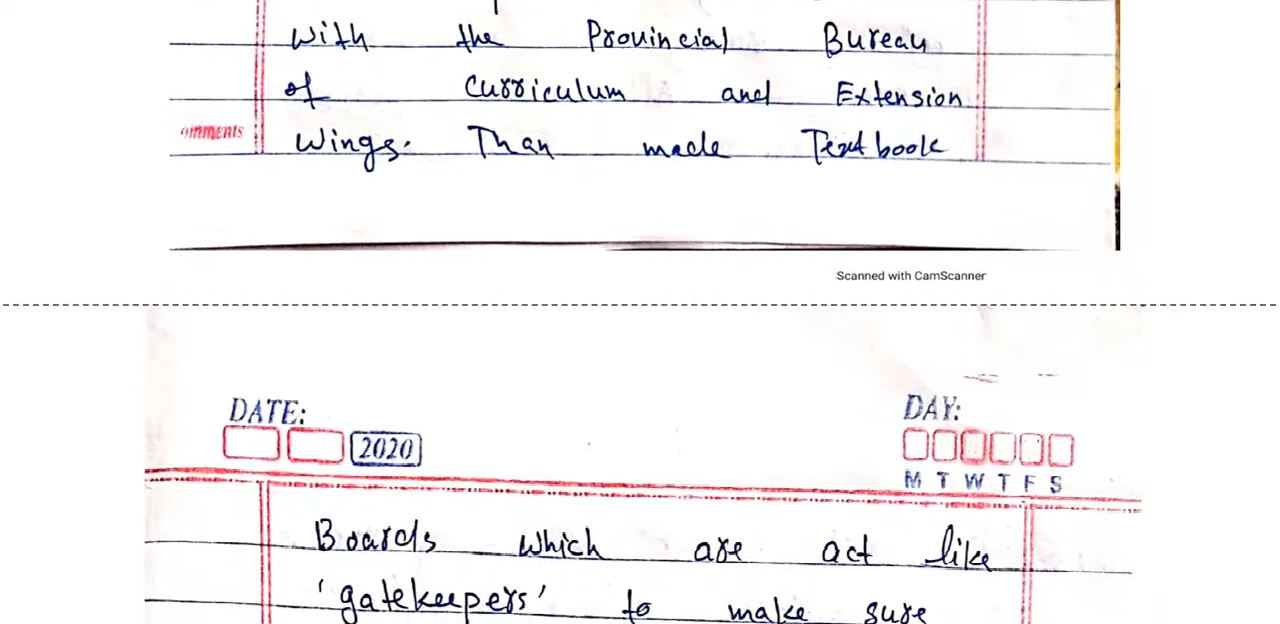 with the Provincial Bureau
of Curriculum and Extension
omments
Wings. Than made Textbook
Scanned with CamScanner
DATE:
DAY:
2020
M T W T F S
Boards which are act like
'gatekeepers' to make sure